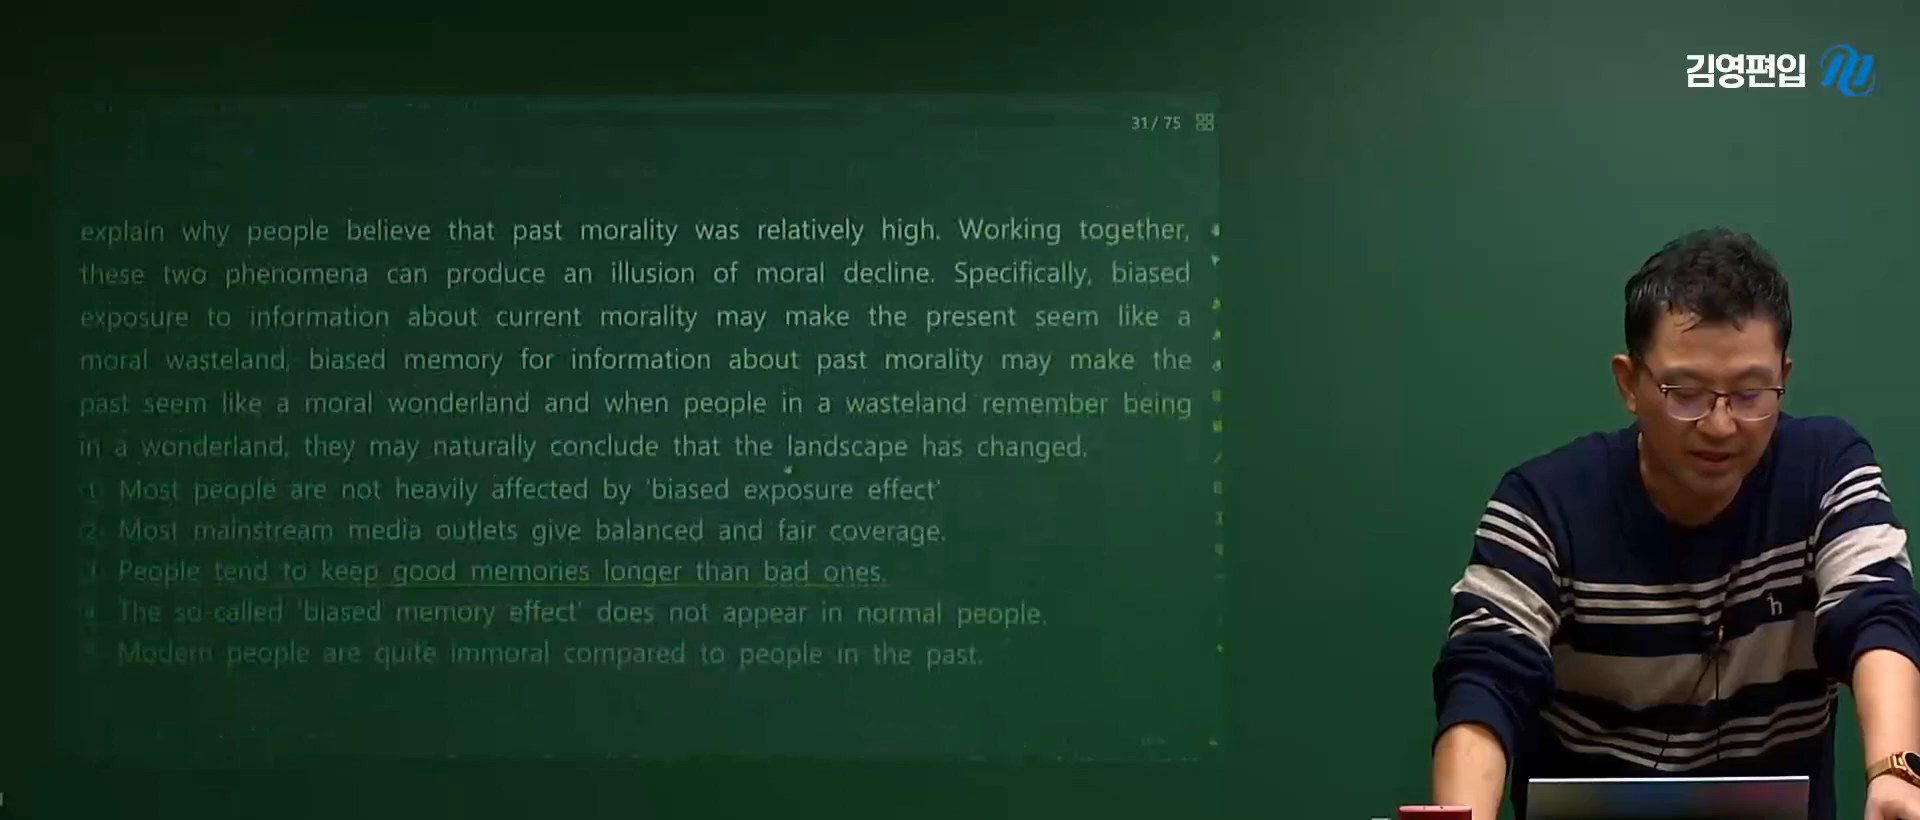 김영편입
31/ 75
explain why people believe that past morality was relatively high. Working together,
these two phenomena can produce an illusion of moral decline. Specifically, biased
exposure to information about current morality may make the present seem like a
moral wasteland, biased memory for information about past morality may make the
past seem like a moral wonderland and when people in a wasteland remember being
in a wonderland, they may naturally conclude that the landscape has changed.
1 Most people are not heavily affected by 'biased exposure effect'
2 Most mainstream media outlets give balanced and fair coverage.
3 People tend to keep good memories longer than bad ones.
4 The so-called 'biased memory effect' does not appear in normal people.
Modern people are quite immoral compared to people in the past.
h